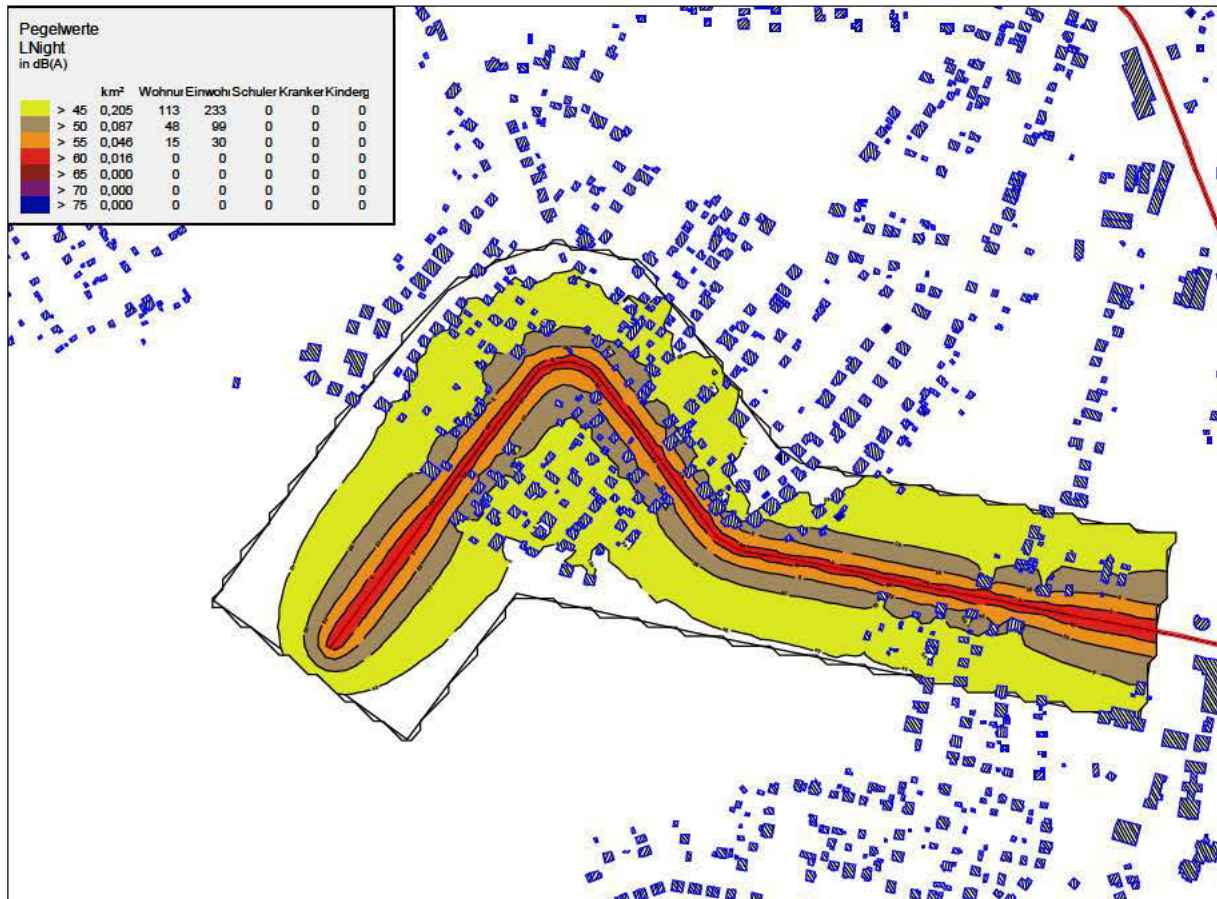 Pegelwerte
LNight
in dB(A)
km² Wohnur Einwohr Schuler Kranker Kinderg
> 45 0,205 113 233 0 0 0
> 50 0,087 48 99 0 0 0
> 55 0,046 15 30 0 0 0
> 60 0,016 0 0 0 0 0
> 65 0,000 0 0 0 0 0
> 70 0,000 0 0 0 0 0
> 75 0,000 0 0 0 0 0